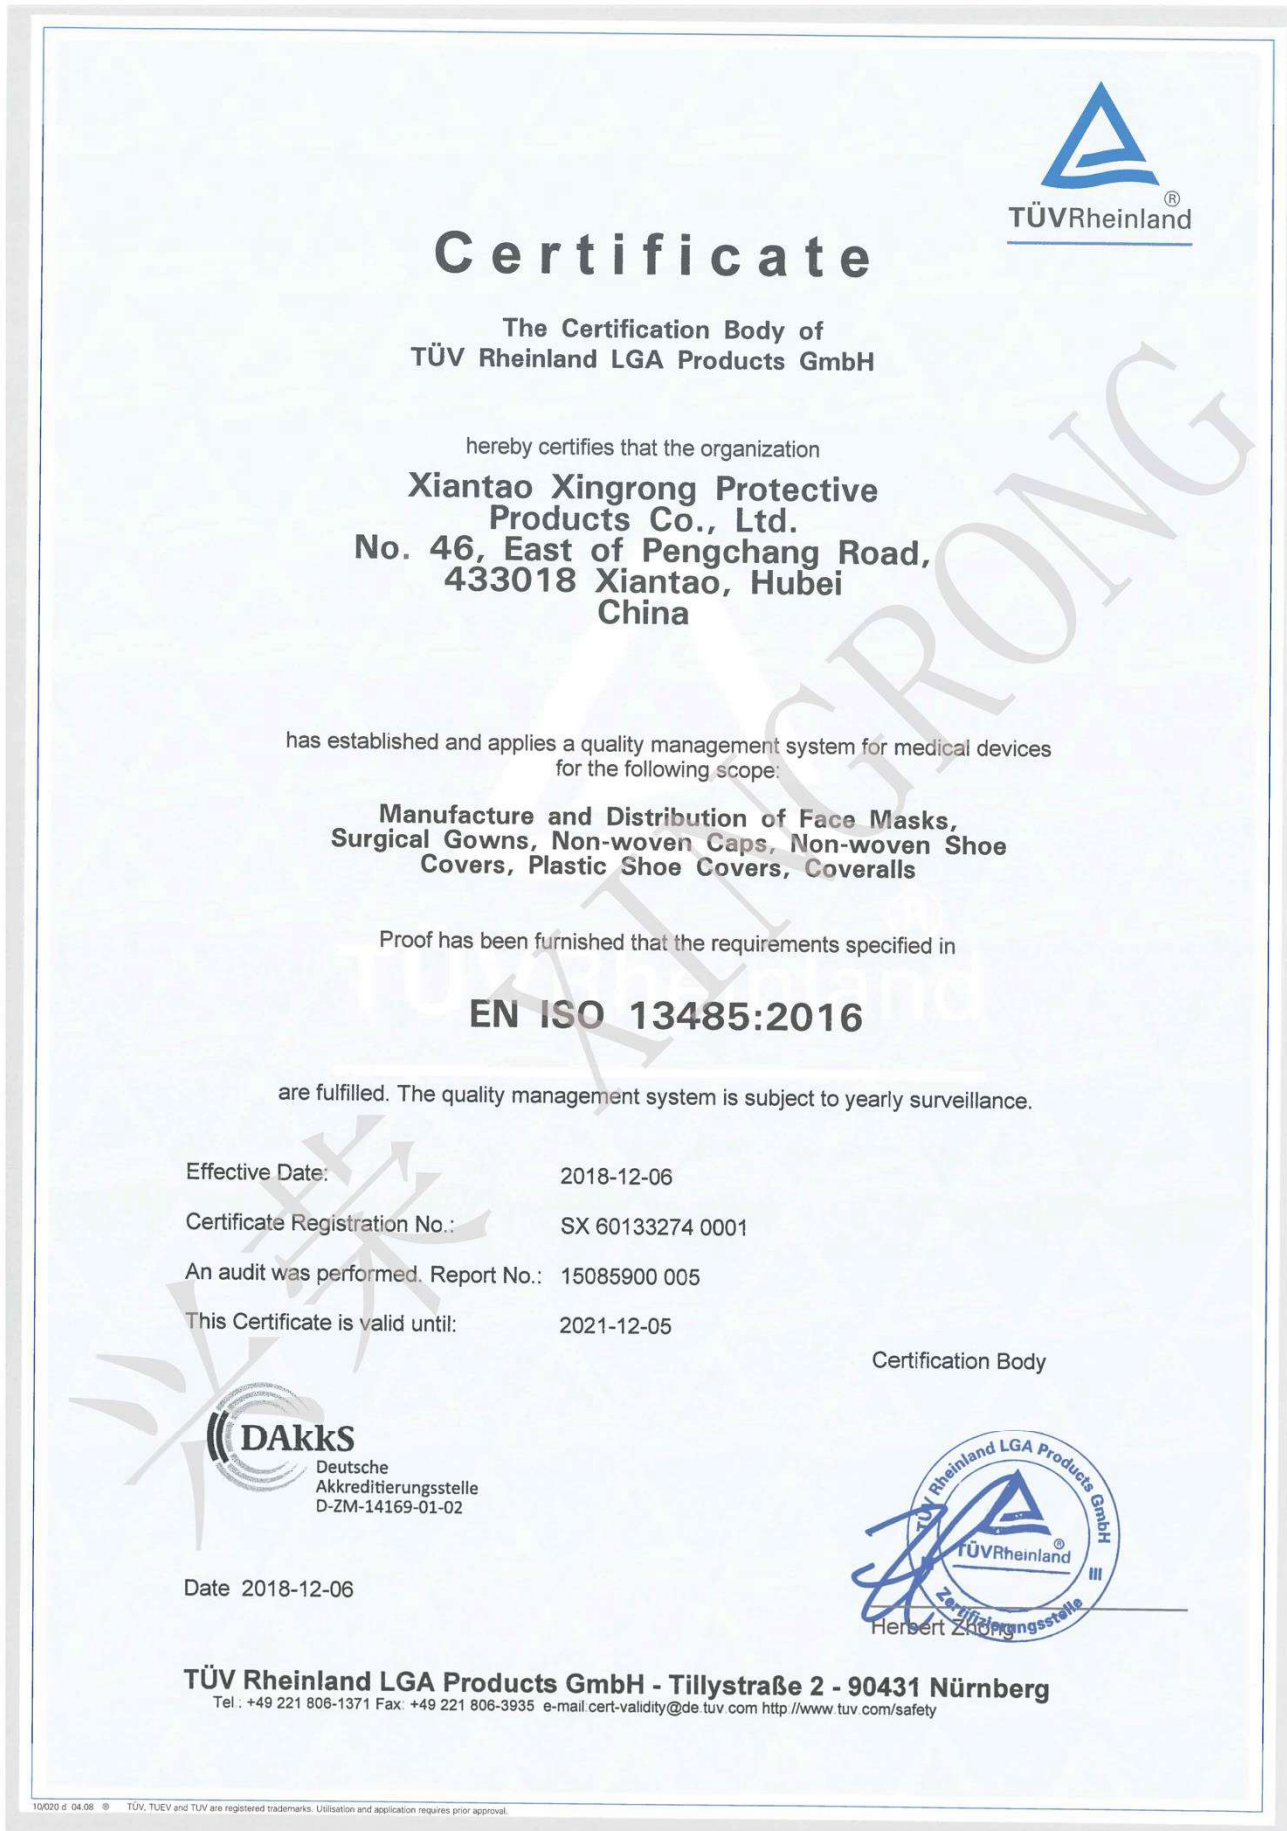 TÜVRheinland®
Certificate
The Certification Body of
TÜV Rheinland LGA Products GmbH
hereby certifies that the organization
Xiantao Xingrong Protective
Products Co., Ltd.
No. 46, East of Pengchang Road,
433018 Xiantao, Hubei
China
has established and applies a quality management system for medical devices
for the following scope:
Manufacture and Distribution of Face Masks,
Surgical Gowns, Non-woven Caps, Non-woven Shoe
Covers, Plastic Shoe Covers, Coveralls
Proof has been furnished that the requirements specified in
TÜVRheinland®
EN ISO 13485:2016
are fulfilled. The quality management system is subject to yearly surveillance.
Effective Date: 2018-12-06
Certificate Registration No.: SX 60133274 0001
An audit was performed. Report No.: 15085900 005
This Certificate is valid until: 2021-12-05
兴荣 XINGRONG
Certification Body
DAkkS
Deutsche
Akkreditierungsstelle
D-ZM-14169-01-02
TÜV Rheinland LGA Products GmbH
TÜVRheinland®
III
Zertifizierungsstelle
Date 2018-12-06
Herbert Zhong
TÜV Rheinland LGA Products GmbH - Tillystraße 2 - 90431 Nürnberg
Tel.: +49 221 806-1371 Fax: +49 221 806-3935 e-mail:cert-validity@de.tuv.com http://www.tuv.com/safety
10/020 d 04.08 ® TÜV, TUEV and TUV are registered trademarks. Utilisation and application requires prior approval.